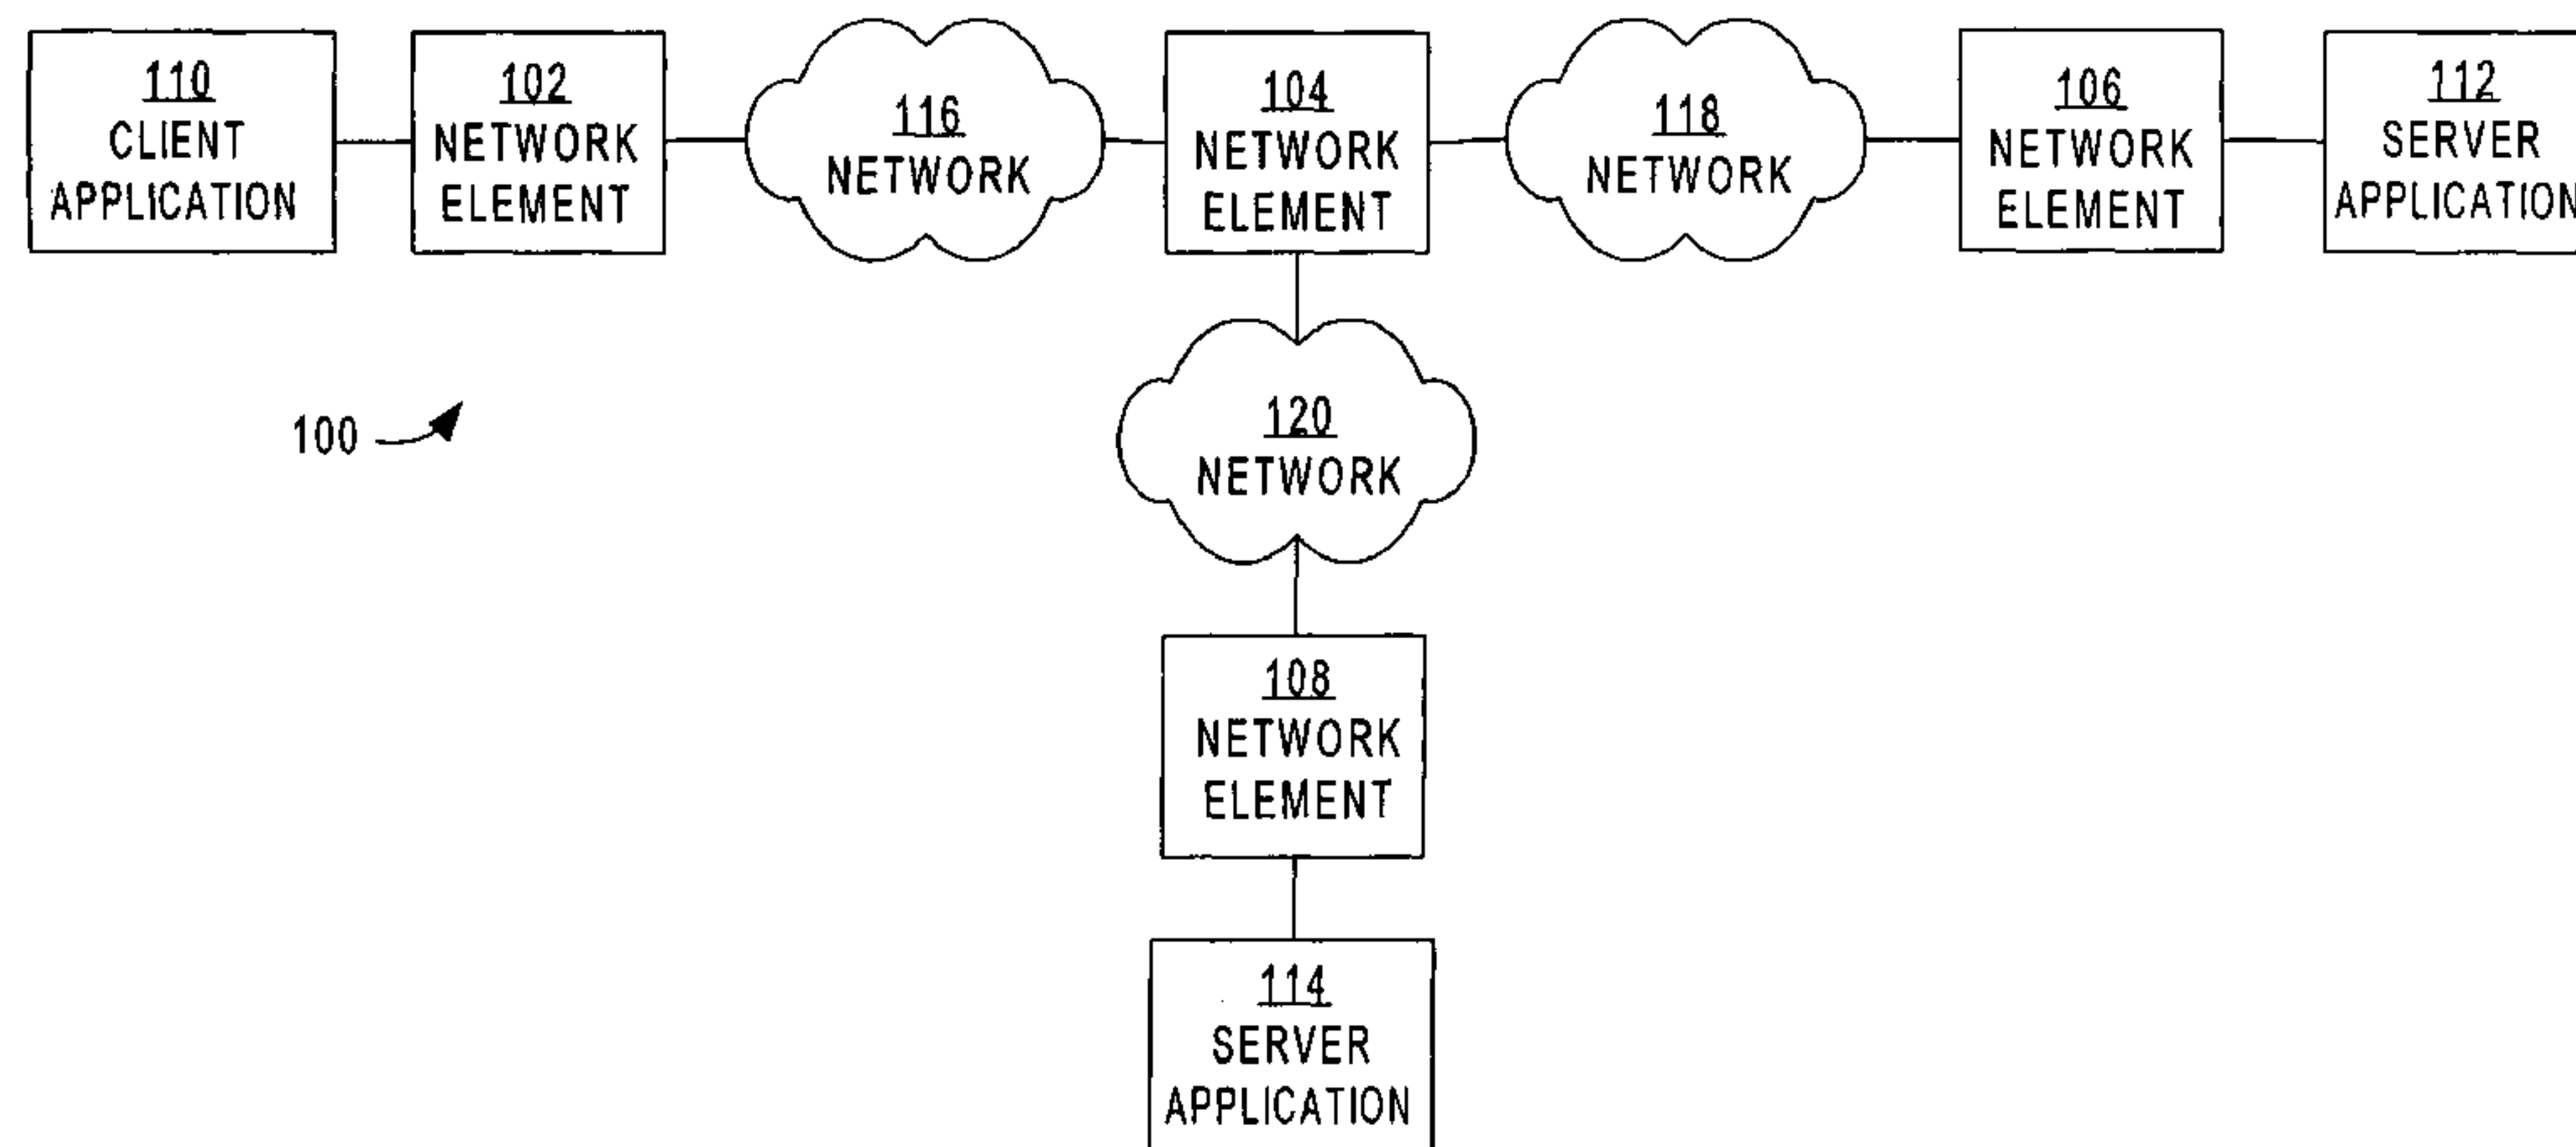 110
CLIENT
APPLICATION
102
NETWORK
ELEMENT
116
NETWORK
104
NETWORK
ELEMENT
118
NETWORK
106
NETWORK
ELEMENT
112
SERVER
APPLICATION
120
NETWORK
100
108
NETWORK
ELEMENT
114
SERVER
APPLICATION